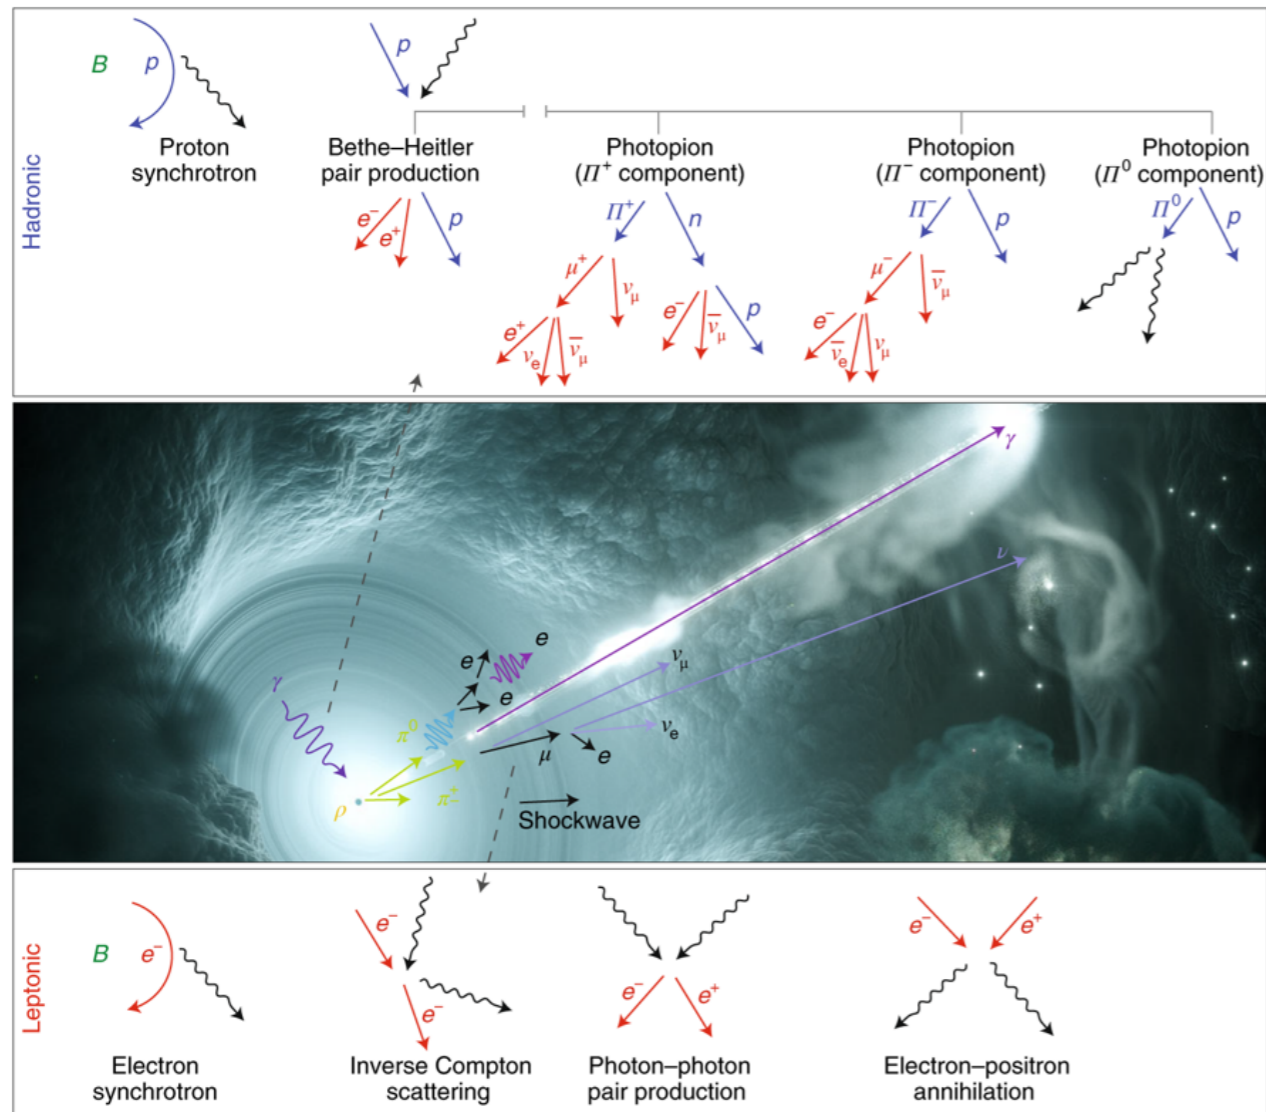 Hadronic
B
p
Proton
synchrotron
p
Bethe–Heitler
pair production
e⁻
e⁺
p
Photopion
(Π⁺ component)
Π⁺
n
μ⁺
ν_μ
e⁺
ν_e
ν̅_μ
e⁻
ν̅_μ
p
Photopion
(Π⁻ component)
Π⁻
p
μ⁻
ν̅_μ
e⁻
ν̅_e
ν_μ
Photopion
(Π⁰ component)
Π⁰
p
γ
ν
e
e
e
ν_μ
γ
π⁰
ν_e
μ
e
π±
ρ
Shockwave
Leptonic
B
e⁻
Electron
synchrotron
e⁻
e⁻
Inverse Compton
scattering
e⁻
e⁺
Photon–photon
pair production
e⁻
e⁺
Electron–positron
annihilation